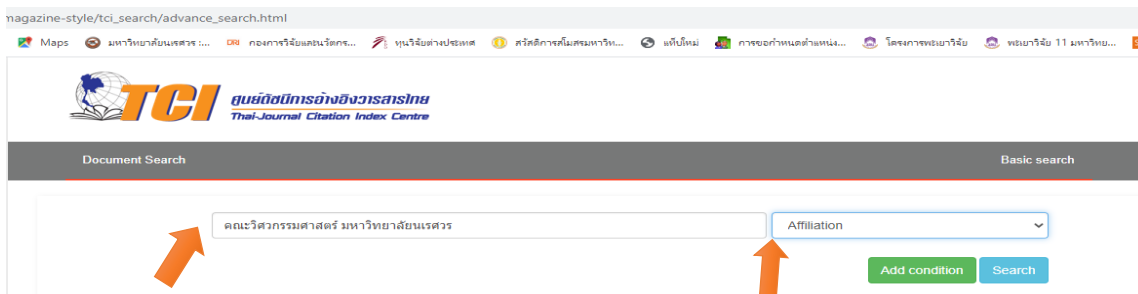 magazine-style/tci_search/advance_search.html
Maps มหาวิทยาลัยนเรศวร :... DRI กองการวิจัยและนวัตกร... ทุนวิจัยต่างประเทศ สวัสดิการสโมสรมหาวิท... แท็บใหม่ การขอกำหนดตำแหน่ง... โครงการพะเยาวิจัย พะเยาวิจัย 11 มหาวิทย...
TCI ศูนย์ดัชนีการอ้างอิงวารสารไทย
Thai-Journal Citation Index Centre
Document Search Basic search
คณะวิศวกรรมศาสตร์ มหาวิทยาลัยนเรศวร Affiliation
Add condition Search